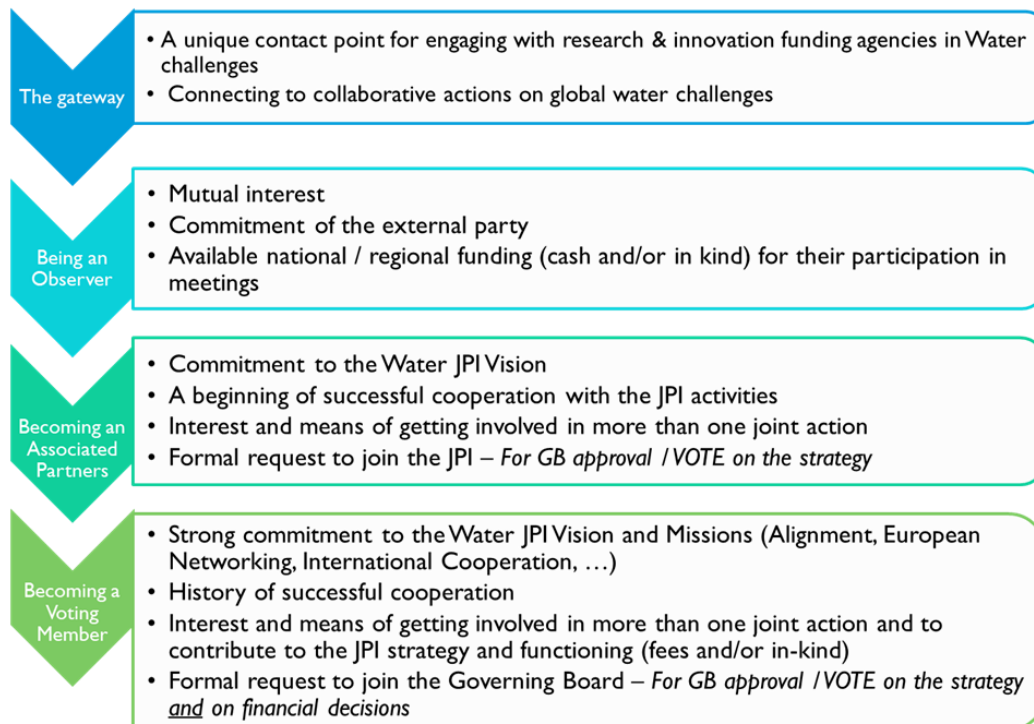 The gateway
• A unique contact point for engaging with research & innovation funding agencies in Water
challenges
• Connecting to collaborative actions on global water challenges
Being an
Observer
• Mutual interest
• Commitment of the external party
• Available national / regional funding (cash and/or in kind) for their participation in
meetings
Becoming an
Associated
Partners
• Commitment to the Water JPI Vision
• A beginning of successful cooperation with the JPI activities
• Interest and means of getting involved in more than one joint action
• Formal request to join the JPI – For GB approval / VOTE on the strategy
Becoming a
Voting
Member
• Strong commitment to the Water JPI Vision and Missions (Alignment, European
Networking, International Cooperation, …)
• History of successful cooperation
• Interest and means of getting involved in more than one joint action and to
contribute to the JPI strategy and functioning (fees and/or in-kind)
• Formal request to join the Governing Board – For GB approval / VOTE on the strategy
and on financial decisions